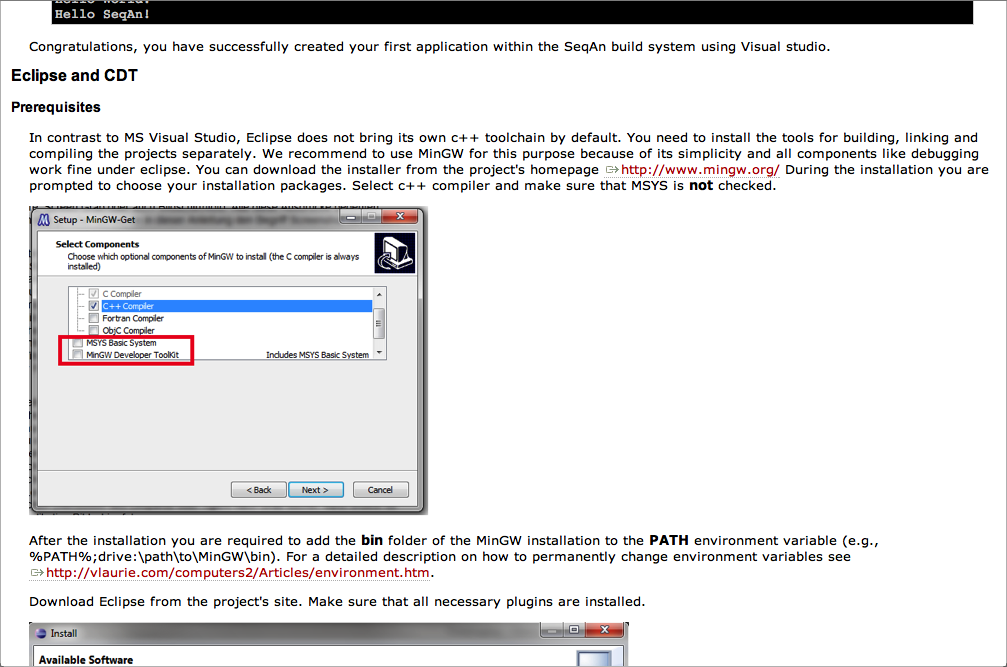 Hello SeqAn!
Congratulations, you have successfully created your first application within the SeqAn build system using Visual studio.
Eclipse and CDT
Prerequisites
In contrast to MS Visual Studio, Eclipse does not bring its own c++ toolchain by default. You need to install the tools for building, linking and
compiling the projects separately. We recommend to use MinGW for this purpose because of its simplicity and all components like debugging
work fine under eclipse. You can download the installer from the project's homepage http://www.mingw.org/ During the installation you are
prompted to choose your installation packages. Select c++ compiler and make sure that MSYS is not checked.
Setup - MinGW-Get
Select Components
Choose which optional components of MinGW to install (the C compiler is always
installed)
C Compiler
C++ Compiler
Fortran Compiler
ObjC Compiler
MSYS Basic System
MinGW Developer ToolKit Includes MSYS Basic System
< Back Next > Cancel
After the installation you are required to add the bin folder of the MinGW installation to the PATH environment variable (e.g.,
%PATH%;drive:\path\to\MinGW\bin). For a detailed description on how to permanently change environment variables see
http://vlaurie.com/computers2/Articles/environment.htm.
Download Eclipse from the project's site. Make sure that all necessary plugins are installed.
Install
Available Software